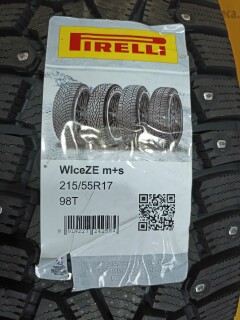 PIRELLI
WIceZE m+s
215/55R17
98T